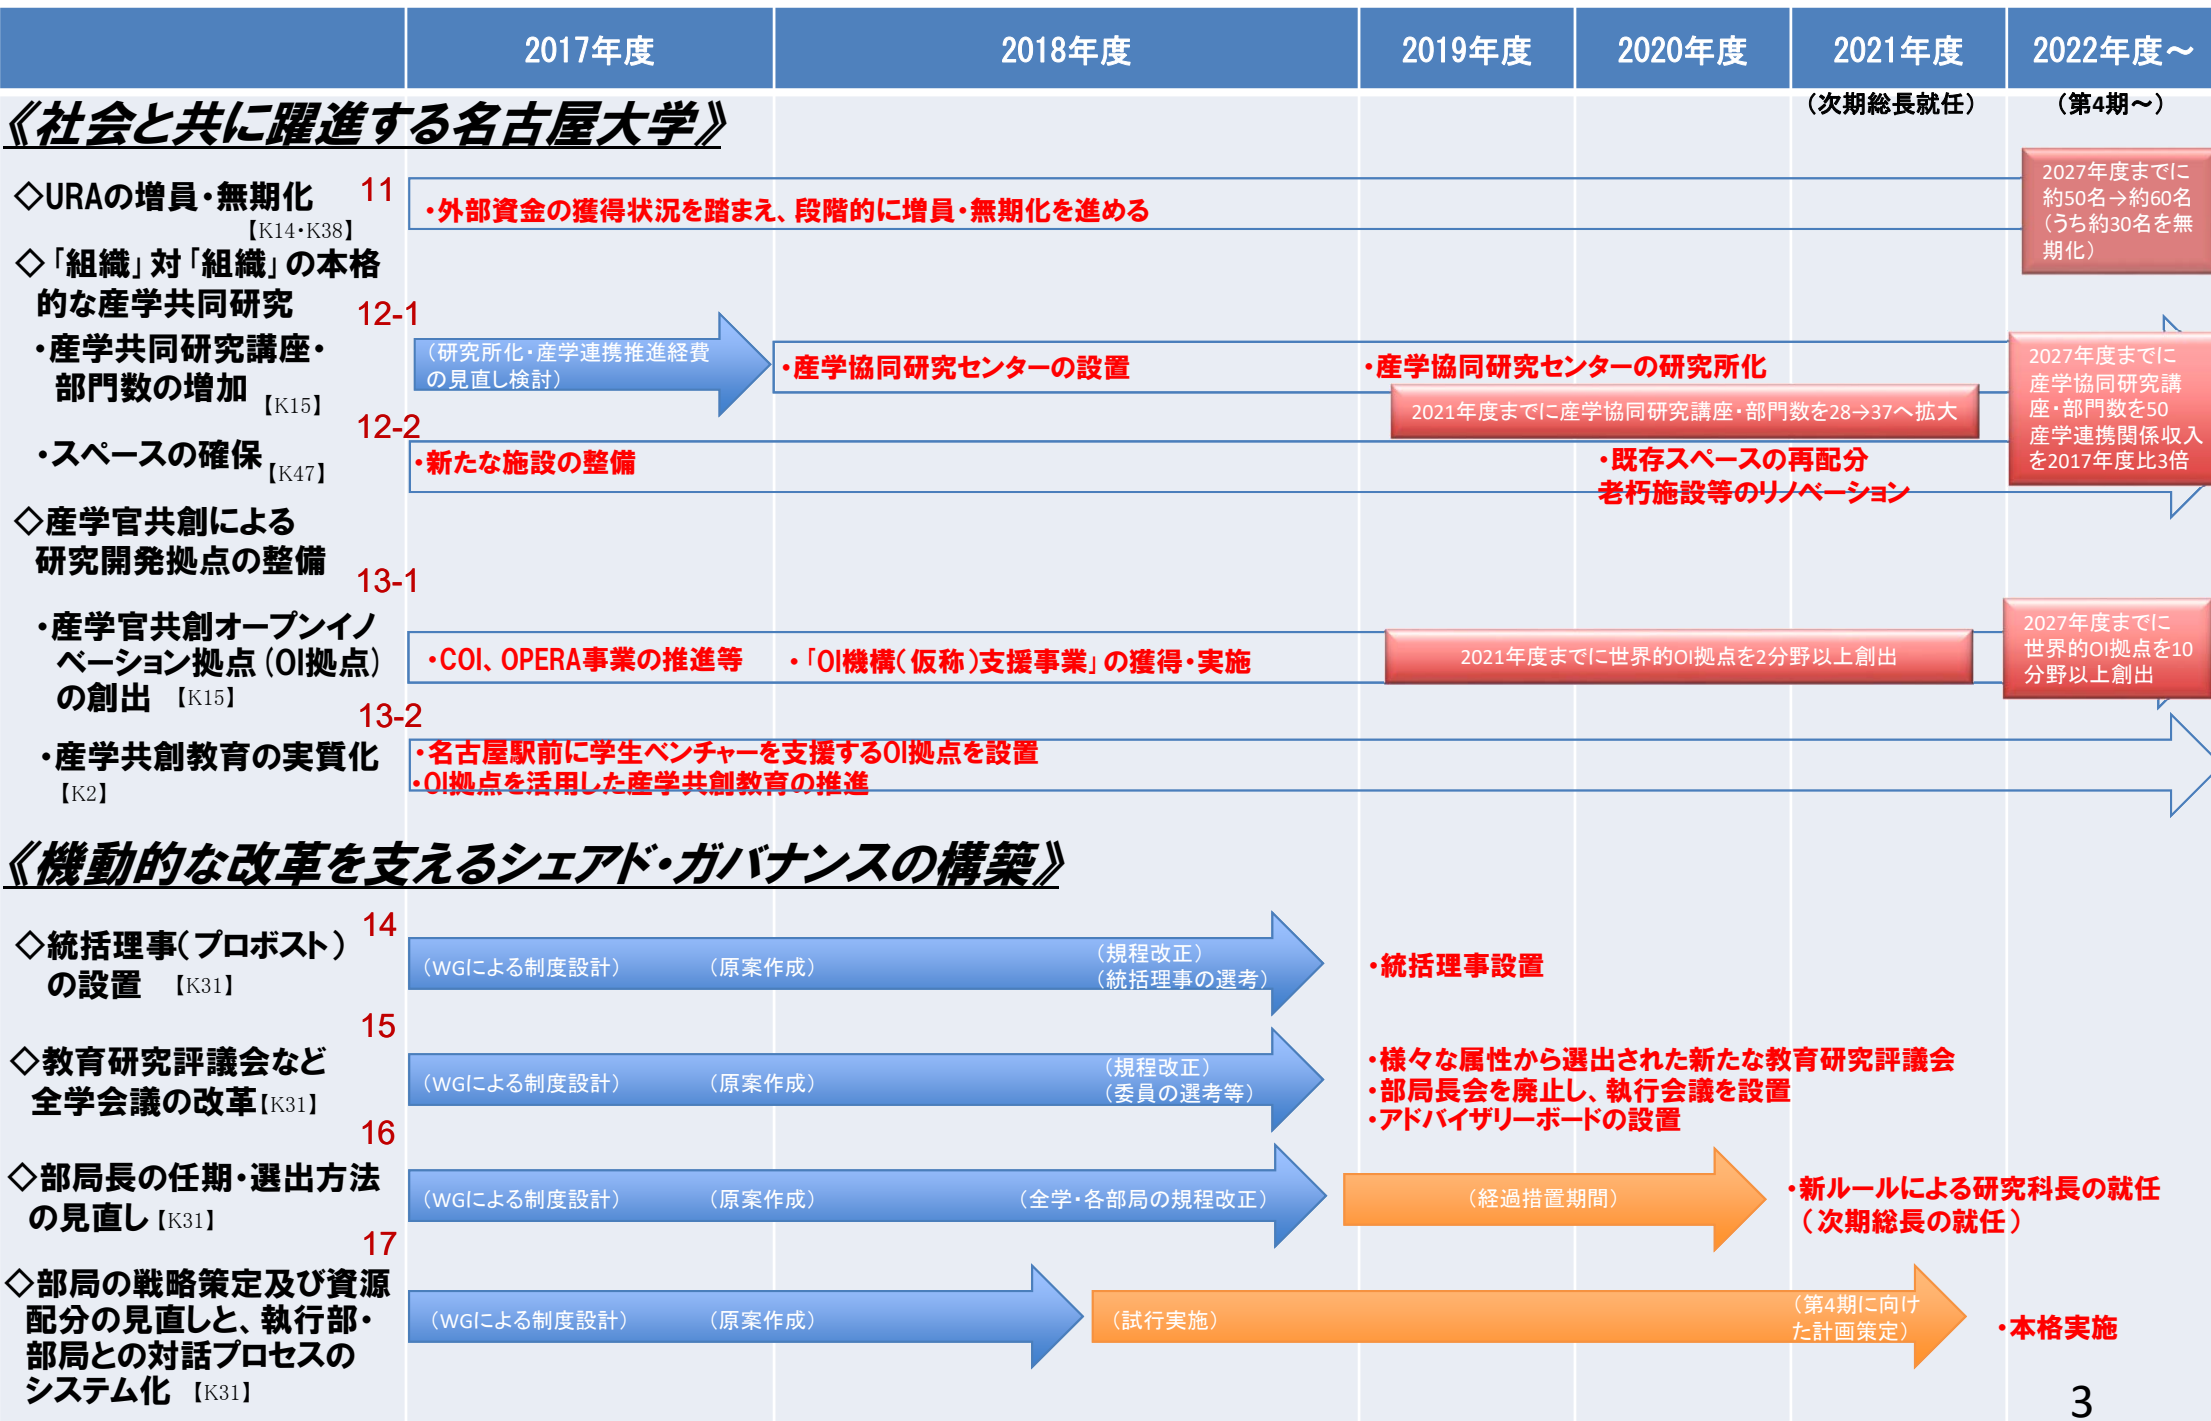 2017年度
2018年度
2019年度
2020年度
2021年度
2022年度～
（次期総長就任）
（第4期～）
《社会と共に躍進する名古屋大学》
◇URAの増員・無期化
【K14・K38】
11
・外部資金の獲得状況を踏まえ、段階的に増員・無期化を進める
2027年度までに
約50名→約60名
（うち約30名を無
期化）
◇「組織」対「組織」の本格
的な産学共同研究
12-1
・産学共同研究講座・
部門数の増加
【K15】
（研究所化・産学連携推進経費
の見直し検討）
・産学協同研究センターの設置
・産学協同研究センターの研究所化
2021年度までに産学協同研究講座・部門数を28→37へ拡大
2027年度までに
産学協同研究講
座・部門数を50
産学連携関係収入
を2017年度比3倍
12-2
・スペースの確保
【K47】
・新たな施設の整備
・既存スペースの再配分
老朽施設等のリノベーション
◇産学官共創による
研究開発拠点の整備
13-1
・産学官共創オープンイノ
ベーション拠点（OI拠点）
の創出 【K15】
・COI、OPERA事業の推進等
・「OI機構（仮称）支援事業」の獲得・実施
2021年度までに世界的OI拠点を2分野以上創出
2027年度までに
世界的OI拠点を10
分野以上創出
13-2
・産学共創教育の実質化
【K2】
・名古屋駅前に学生ベンチャーを支援するOI拠点を設置
・OI拠点を活用した産学共創教育の推進
《機動的な改革を支えるシェアド・ガバナンスの構築》
14
◇統括理事（プロボスト）
の設置 【K31】
（WGによる制度設計）
（原案作成）
（規程改正）
（統括理事の選考）
・統括理事設置
15
◇教育研究評議会など
全学会議の改革【K31】
（WGによる制度設計）
（原案作成）
（規程改正）
（委員の選考等）
・様々な属性から選出された新たな教育研究評議会
・部局長会を廃止し、執行会議を設置
・アドバイザリーボードの設置
16
◇部局長の任期・選出方法
の見直し【K31】
（WGによる制度設計）
（原案作成）
（全学・各部局の規程改正）
（経過措置期間）
・新ルールによる研究科長の就任
（次期総長の就任）
17
◇部局の戦略策定及び資源
配分の見直しと、執行部・
部局との対話プロセスの
システム化 【K31】
（WGによる制度設計）
（原案作成）
（試行実施）
（第4期に向け
た計画策定）
・本格実施
3